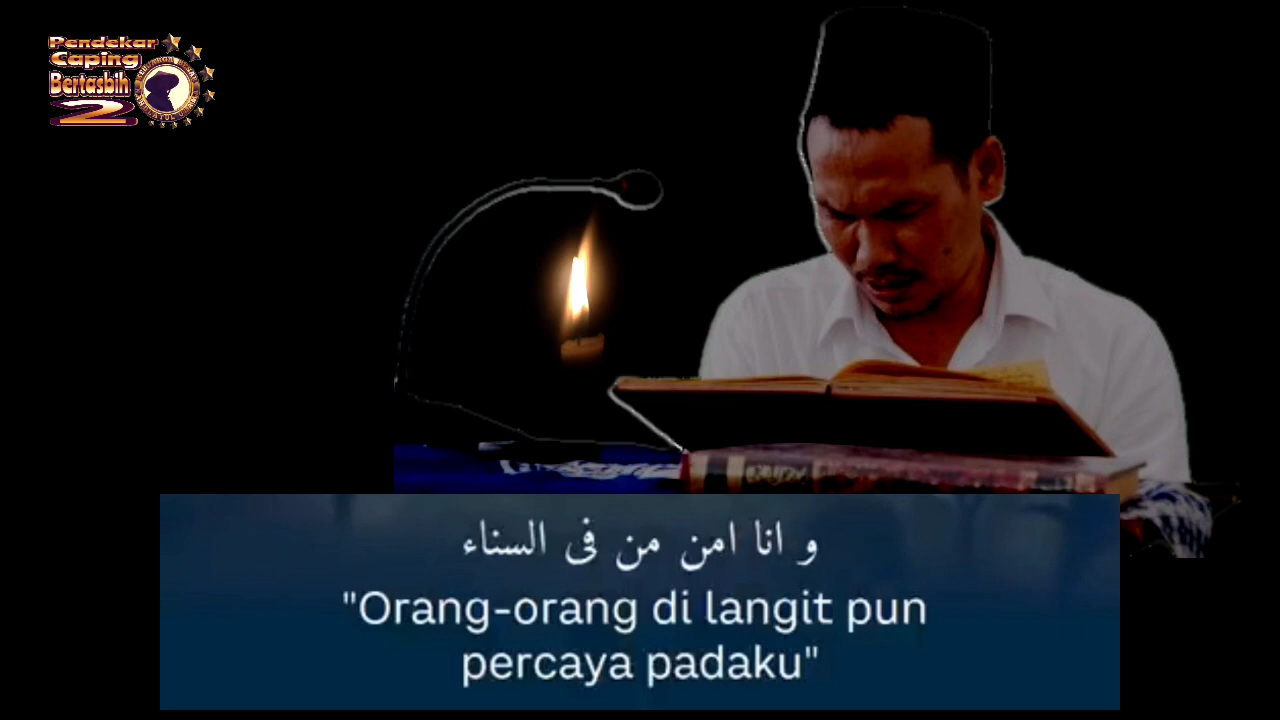 Pendekar
Caping
Bertasbih
2
و انا امن من فى السناء
"Orang-orang di langit pun
percaya padaku"